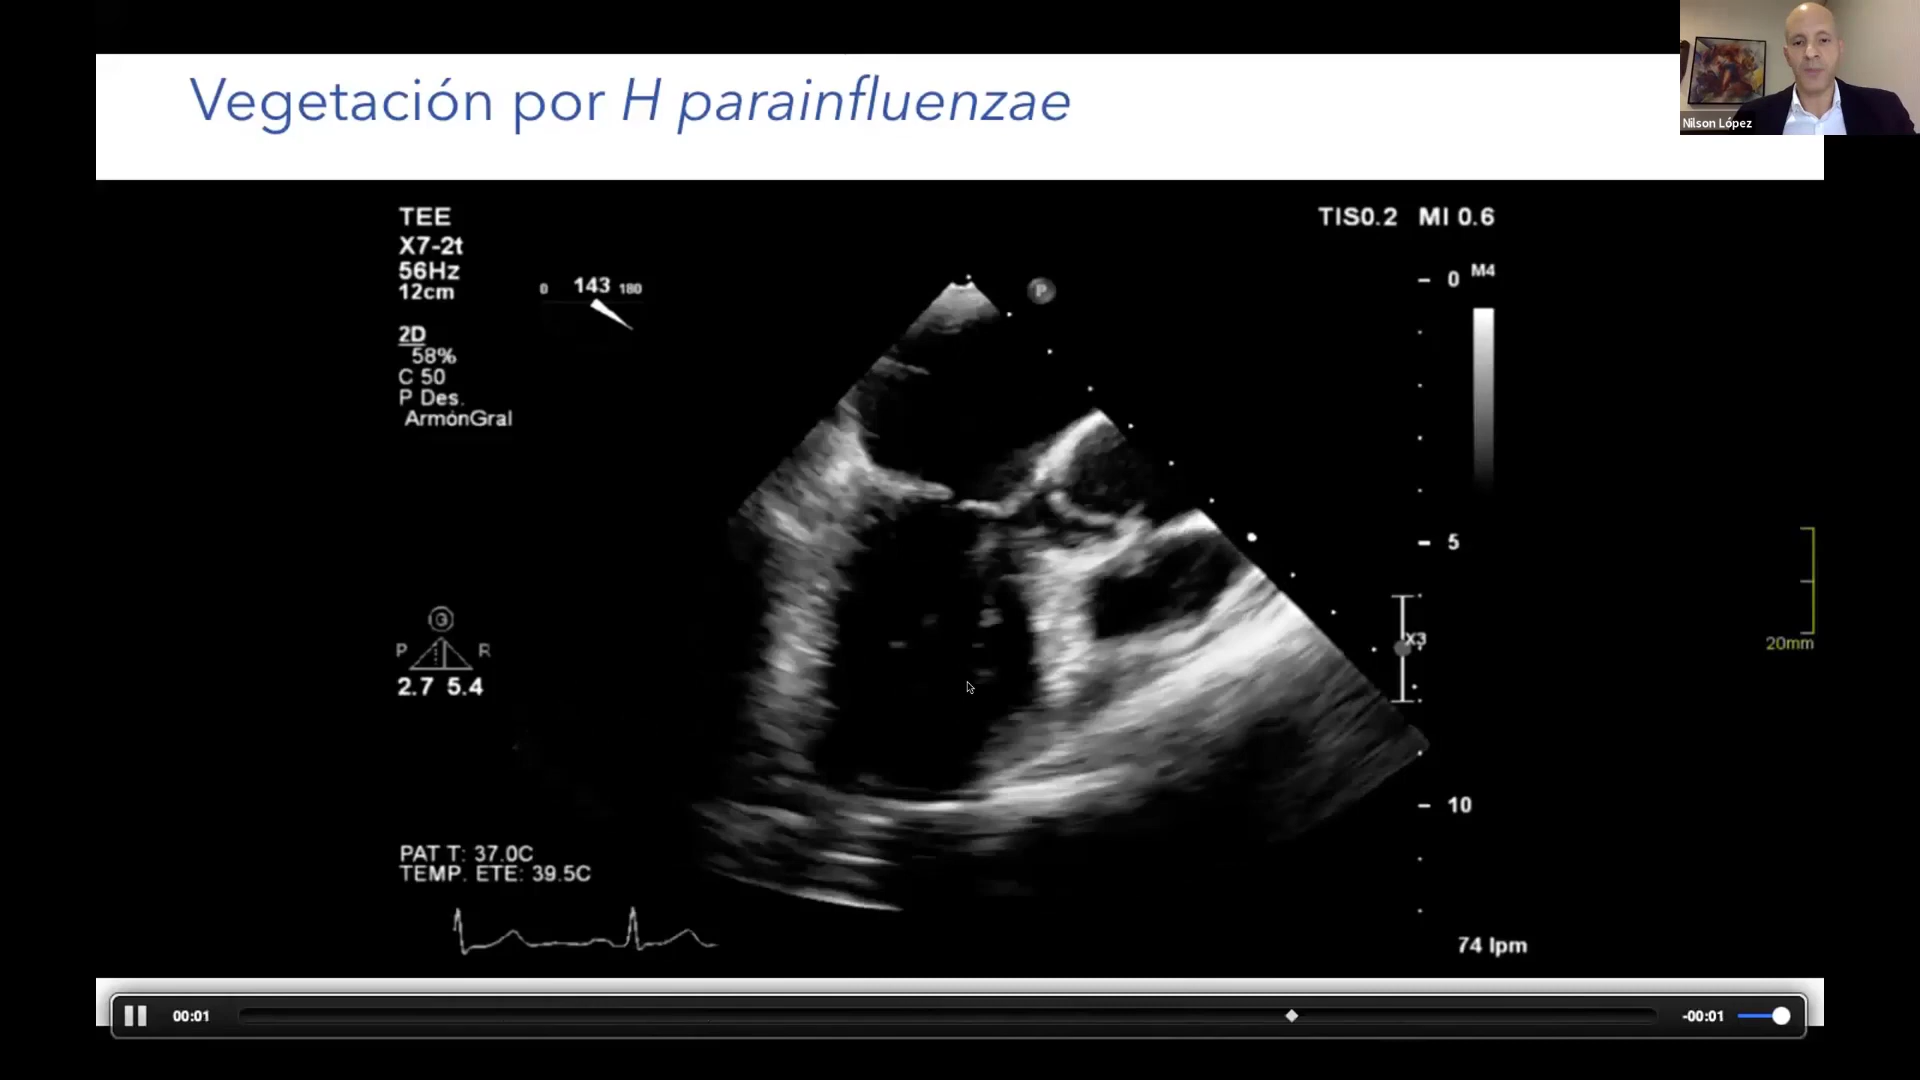 Vegetación por H parainfluenzae
Nilson López
TEE
X7-2t
56Hz
12cm
0 143 180
2D
58%
C 50
P Des.
ArmónGral
P
TIS0.2 MI 0.6
M4
0
5
X3
10
20mm
G
P R
2.7 5.4
PAT T: 37.0C
TEMP. ETE: 39.5C
74 lpm
00:01
-00:01